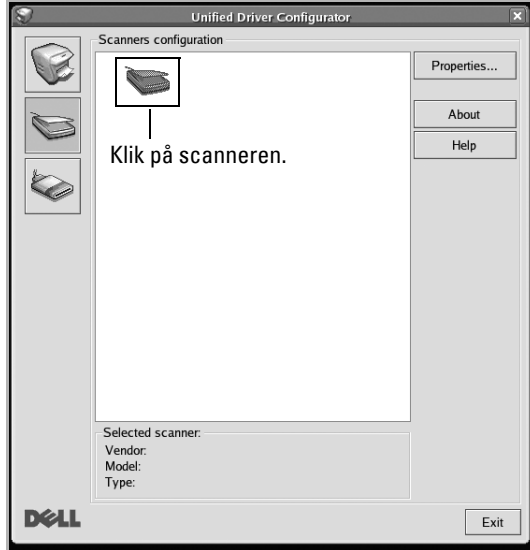 Unified Driver Configurator
Scanners configuration
Properties...
About
Help
Klik på scanneren.
Selected scanner:
Vendor:
Model:
Type:
DELL
Exit